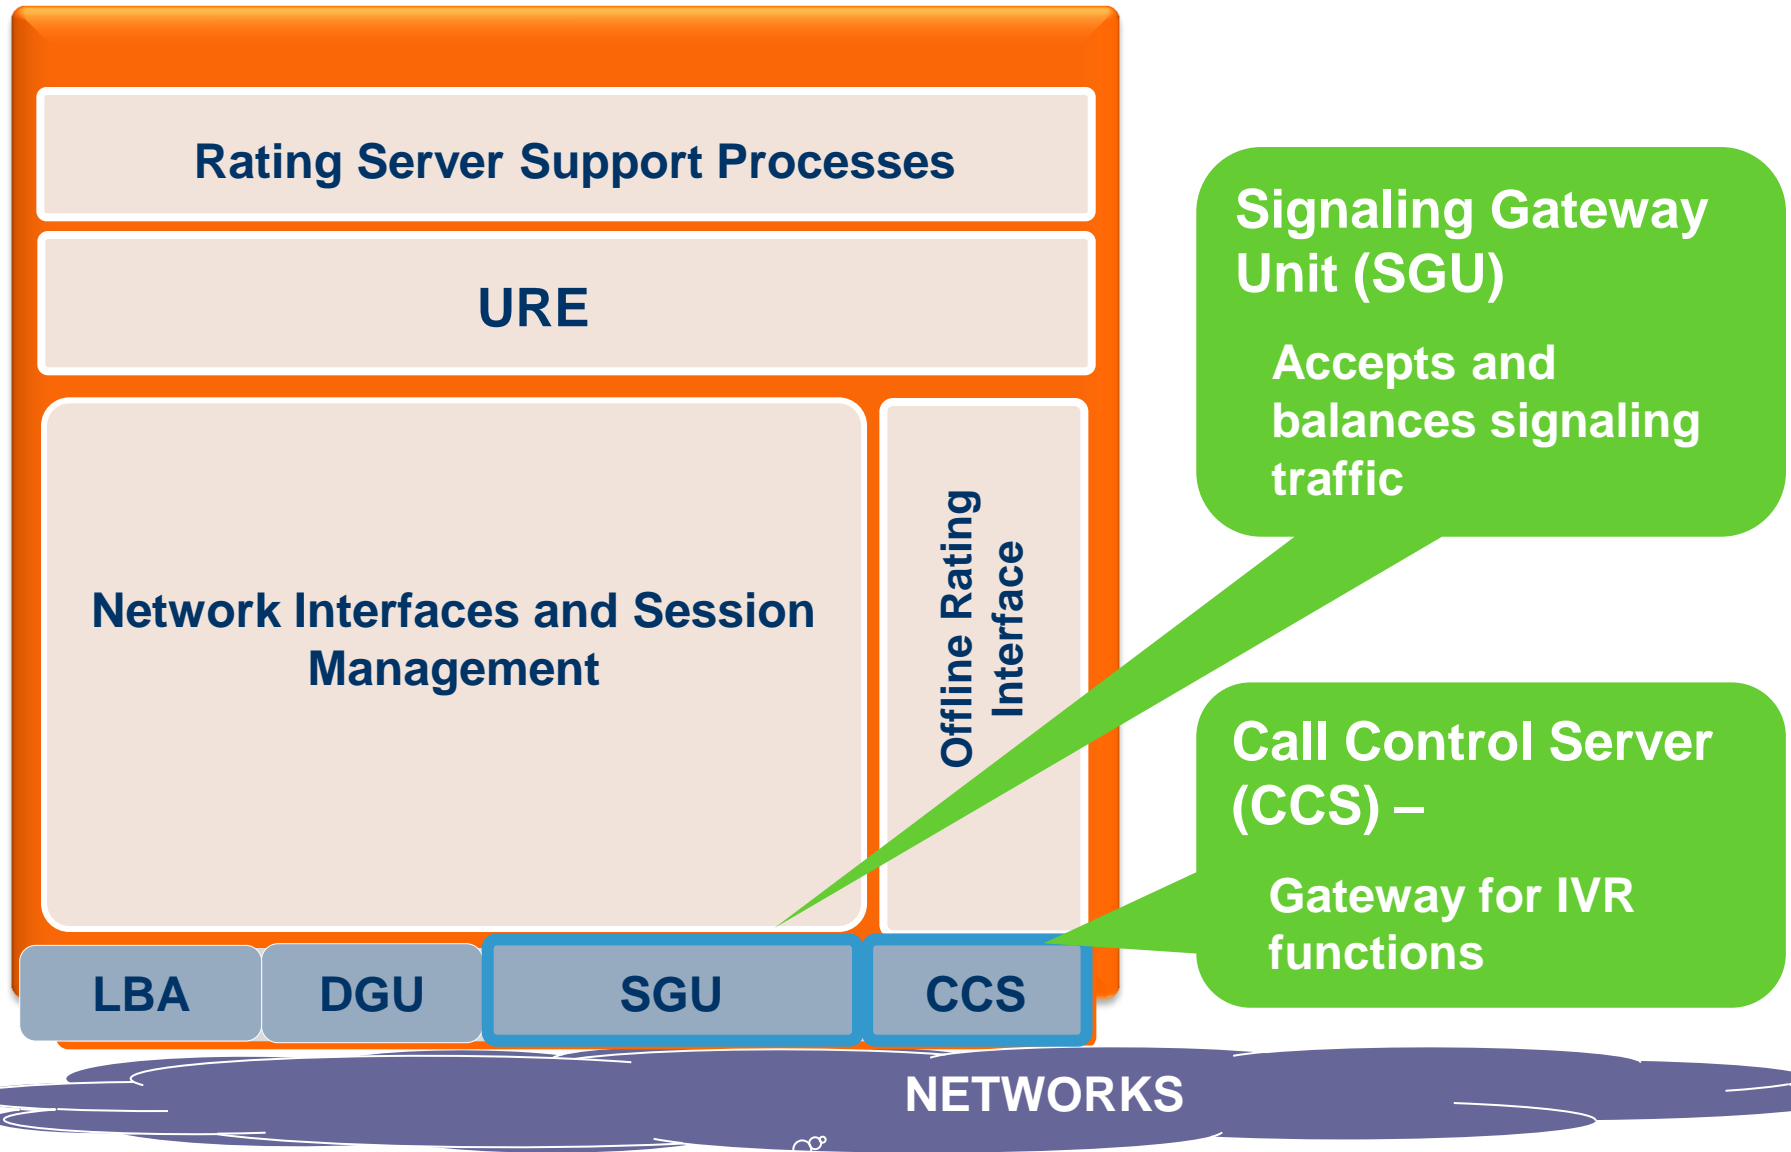 Rating Server Support Processes
URE
Network Interfaces and Session
Management
Offline Rating
Interface
LBA
DGU
SGU
CCS
NETWORKS
Signaling Gateway
Unit (SGU)
Accepts and
balances signaling
traffic
Call Control Server
(CCS) –
Gateway for IVR
functions